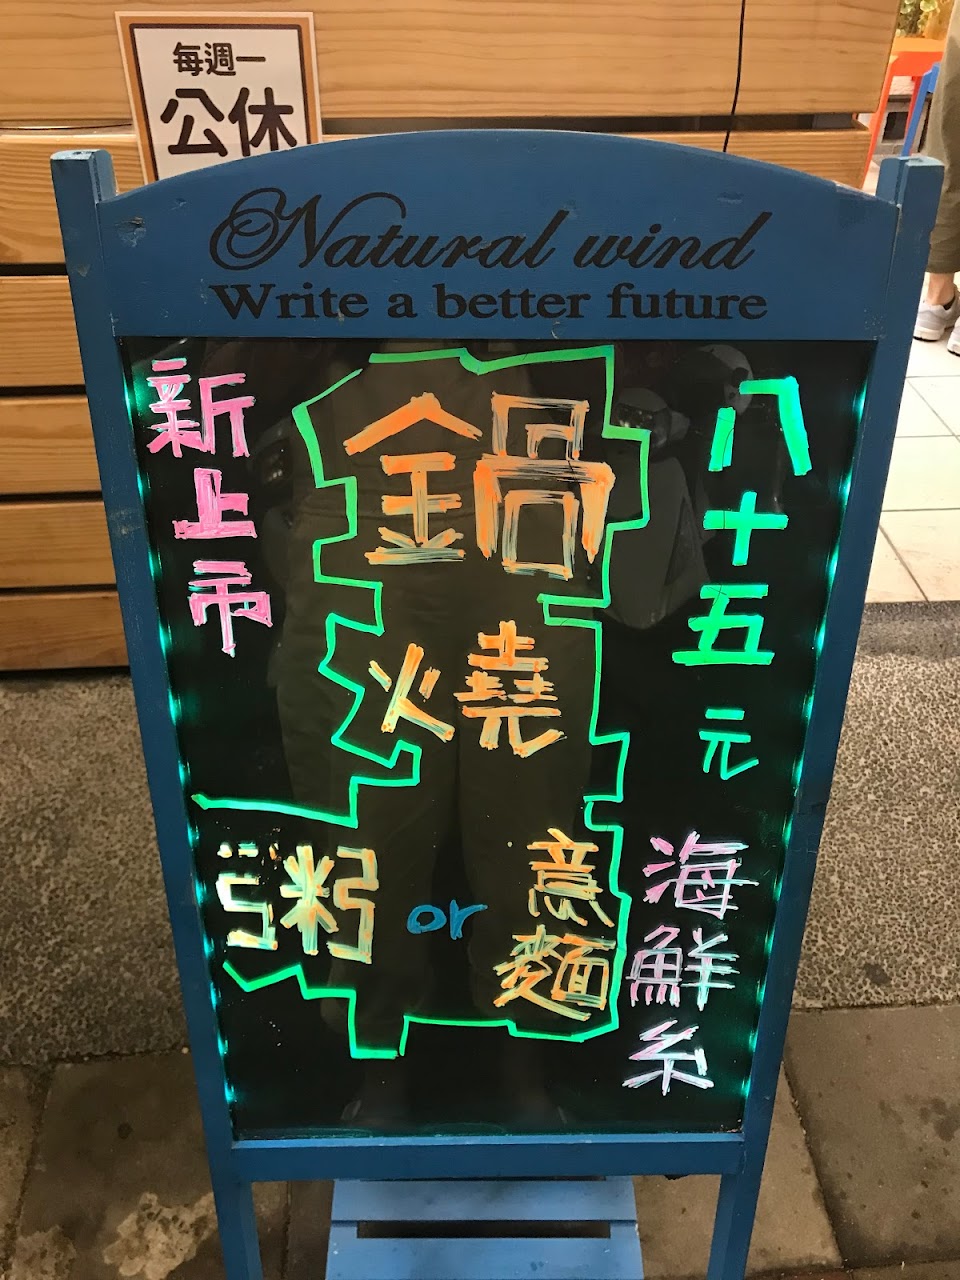 每週一
公休
Natural wind
Write a better future
新上市
鍋
燒
粥 or 意麵
八十五元
海鮮系